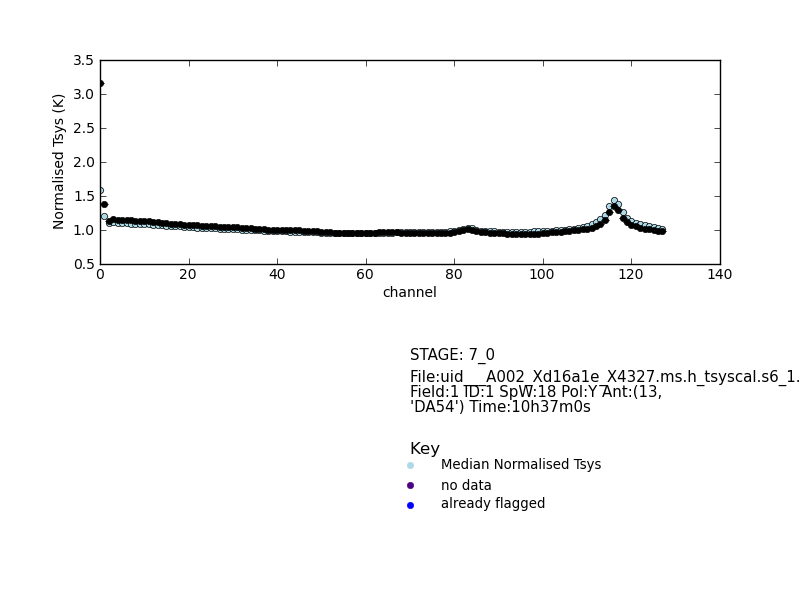 3.5
3.0
2.5
2.0
1.5
1.0
0.5
Normalised Tsys (K)
0 20 40 60 80 100 120 140
channel
STAGE: 7_0
File:uid___A002_Xd16a1e_X4327.ms.h_tsyscal.s6_1.
Field:1 ID:1 SpW:18 Pol:Y Ant:(13,
'DA54') Time:10h37m0s
Key
Median Normalised Tsys
no data
already flagged